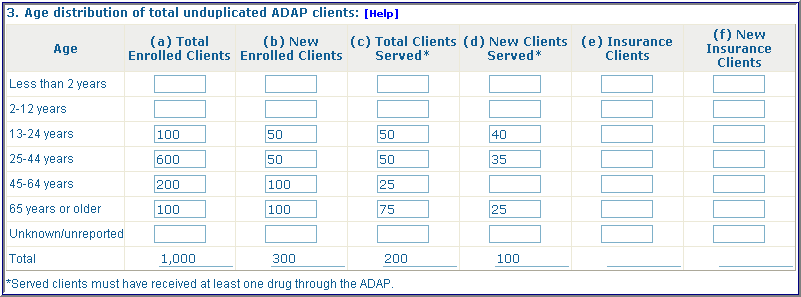 3. Age distribution of total unduplicated ADAP clients: [Help]
Age (a) Total Enrolled Clients (b) New Enrolled Clients (c) Total Clients Served* (d) New Clients Served* (e) Insurance Clients (f) New Insurance Clients
Less than 2 years
2-12 years
13-24 years 100 50 50 40
25-44 years 600 50 50 35
45-64 years 200 100 25
65 years or older 100 100 75 25
Unknown/unreported
Total 1,000 300 200 100
*Served clients must have received at least one drug through the ADAP.